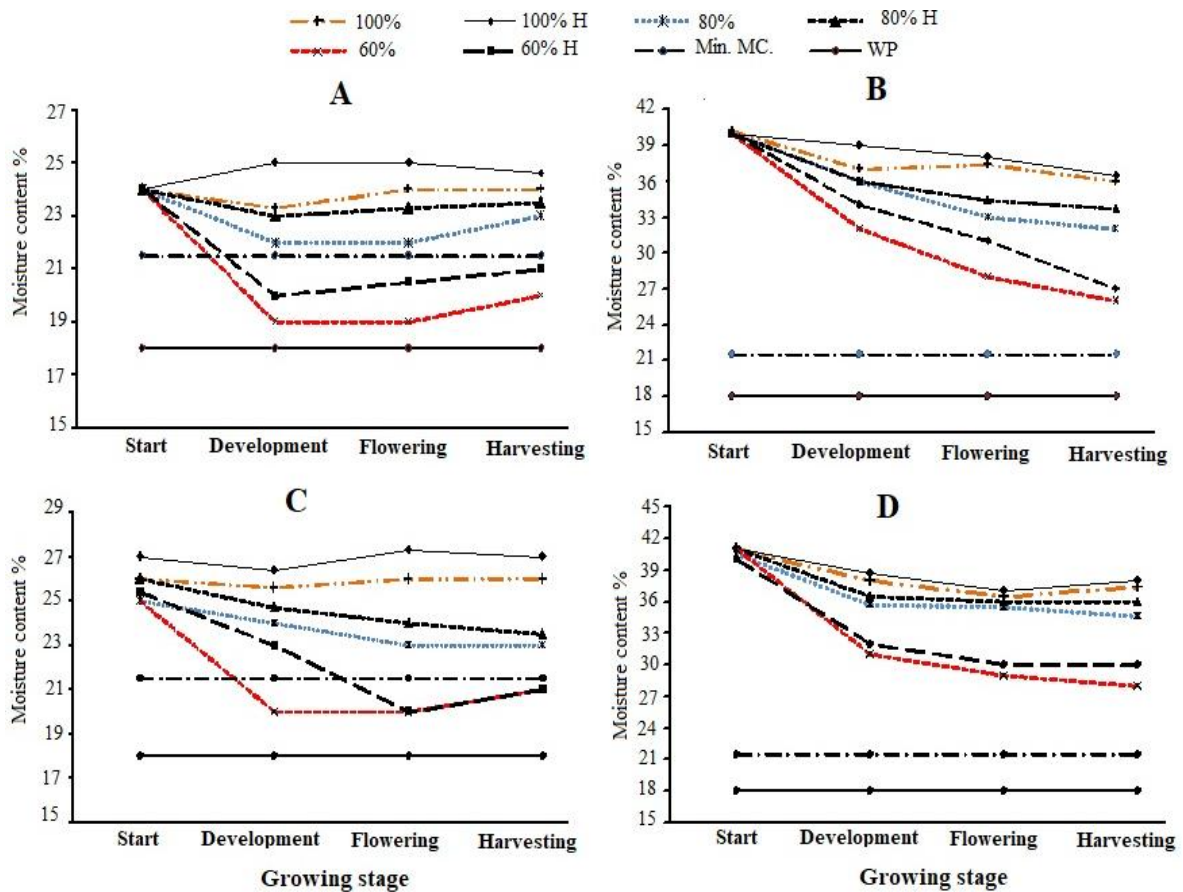 100% 100% H 80% 80% H
60% 60% H Min. MC. WP
A
Moisture content %
27
25
23
21
19
17
15
Start Development Flowering Harvesting
B
Moisture content %
42
39
36
33
30
27
24
21
18
15
Start Development Flowering Harvesting
C
Moisture content %
29
27
25
23
21
19
17
15
Start Development Flowering Harvesting
Growing stage
D
Moisture content %
45
42
39
36
33
30
27
24
21
18
15
Start Development Flowering Harvesting
Growing stage